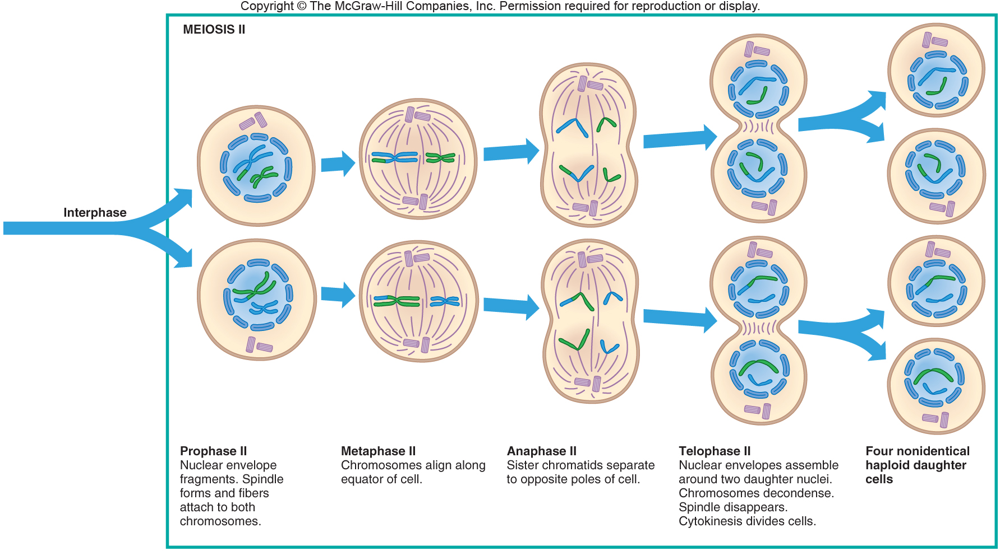 Copyright © The McGraw-Hill Companies, Inc. Permission required for reproduction or display.
MEIOSIS II
Interphase
Prophase II
Nuclear envelope
fragments. Spindle
forms and fibers
attach to both
chromosomes.
Metaphase II
Chromosomes align along
equator of cell.
Anaphase II
Sister chromatids separate
to opposite poles of cell.
Telophase II
Nuclear envelopes assemble
around two daughter nuclei.
Chromosomes decondense.
Spindle disappears.
Cytokinesis divides cells.
Four nonidentical
haploid daughter
cells